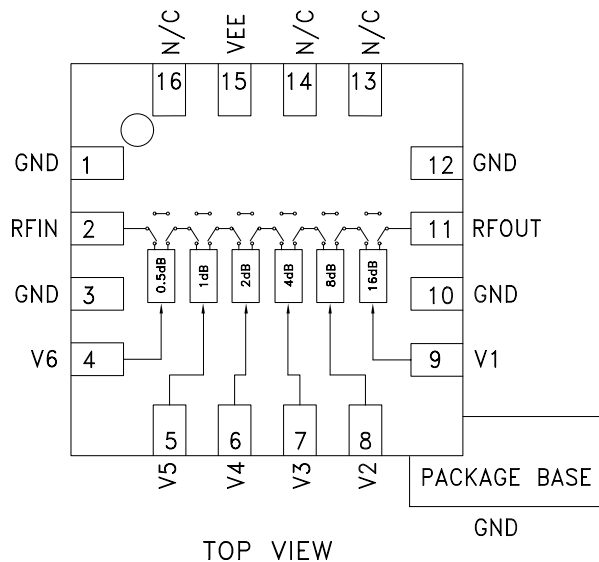 N/C VEE N/C N/C
16 15 14 13
GND 1 12 GND
RFIN 2 11 RFOUT
0.5dB 1dB 2dB 4dB 8dB 16dB
GND 3 10 GND
V6 4 9 V1
5 6 7 8
V5 V4 V3 V2
PACKAGE BASE
GND
TOP VIEW